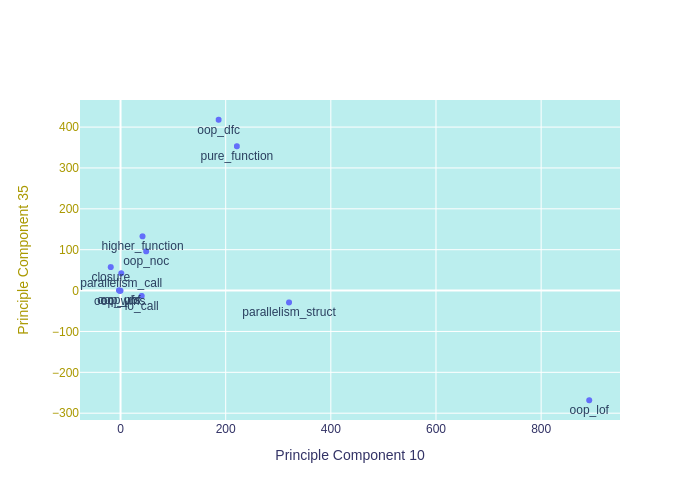 oop_dfc
pure_function
higher_function
oop_noc
closure
parallelism_call
io_call
parallelism_struct
oop_lof
400
300
200
100
0
−100
−200
−300
0
200
400
600
800
Principle Component 35
Principle Component 10